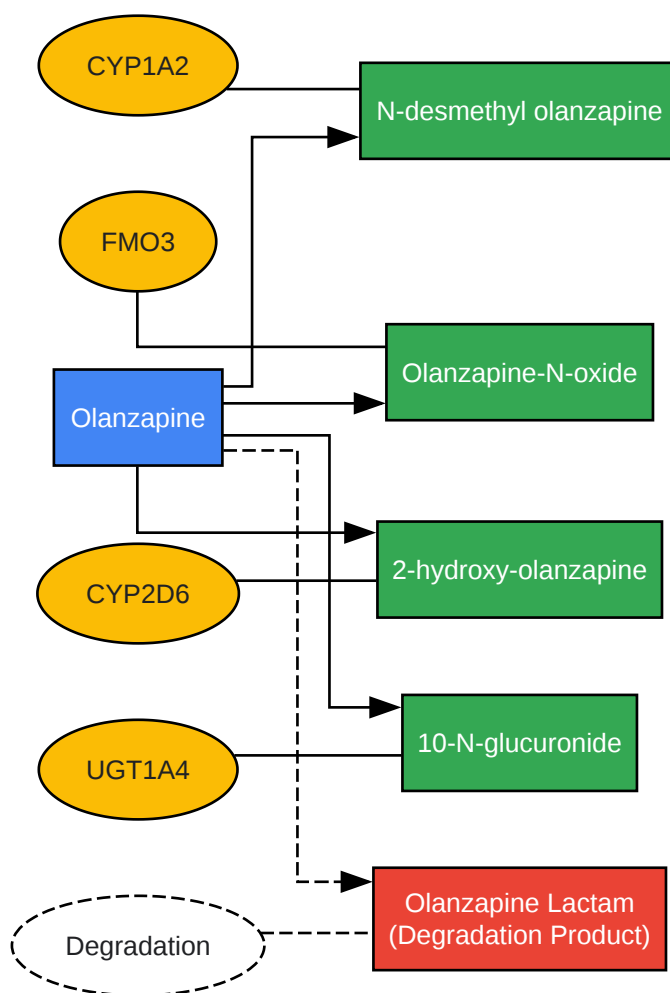 CYP1A2
N-desmethyl olanzapine
FMO3
Olanzapine-N-oxide
Olanzapine
2-hydroxy-olanzapine
CYP2D6
10-N-glucuronide
UGT1A4
Olanzapine Lactam
(Degradation Product)
Degradation